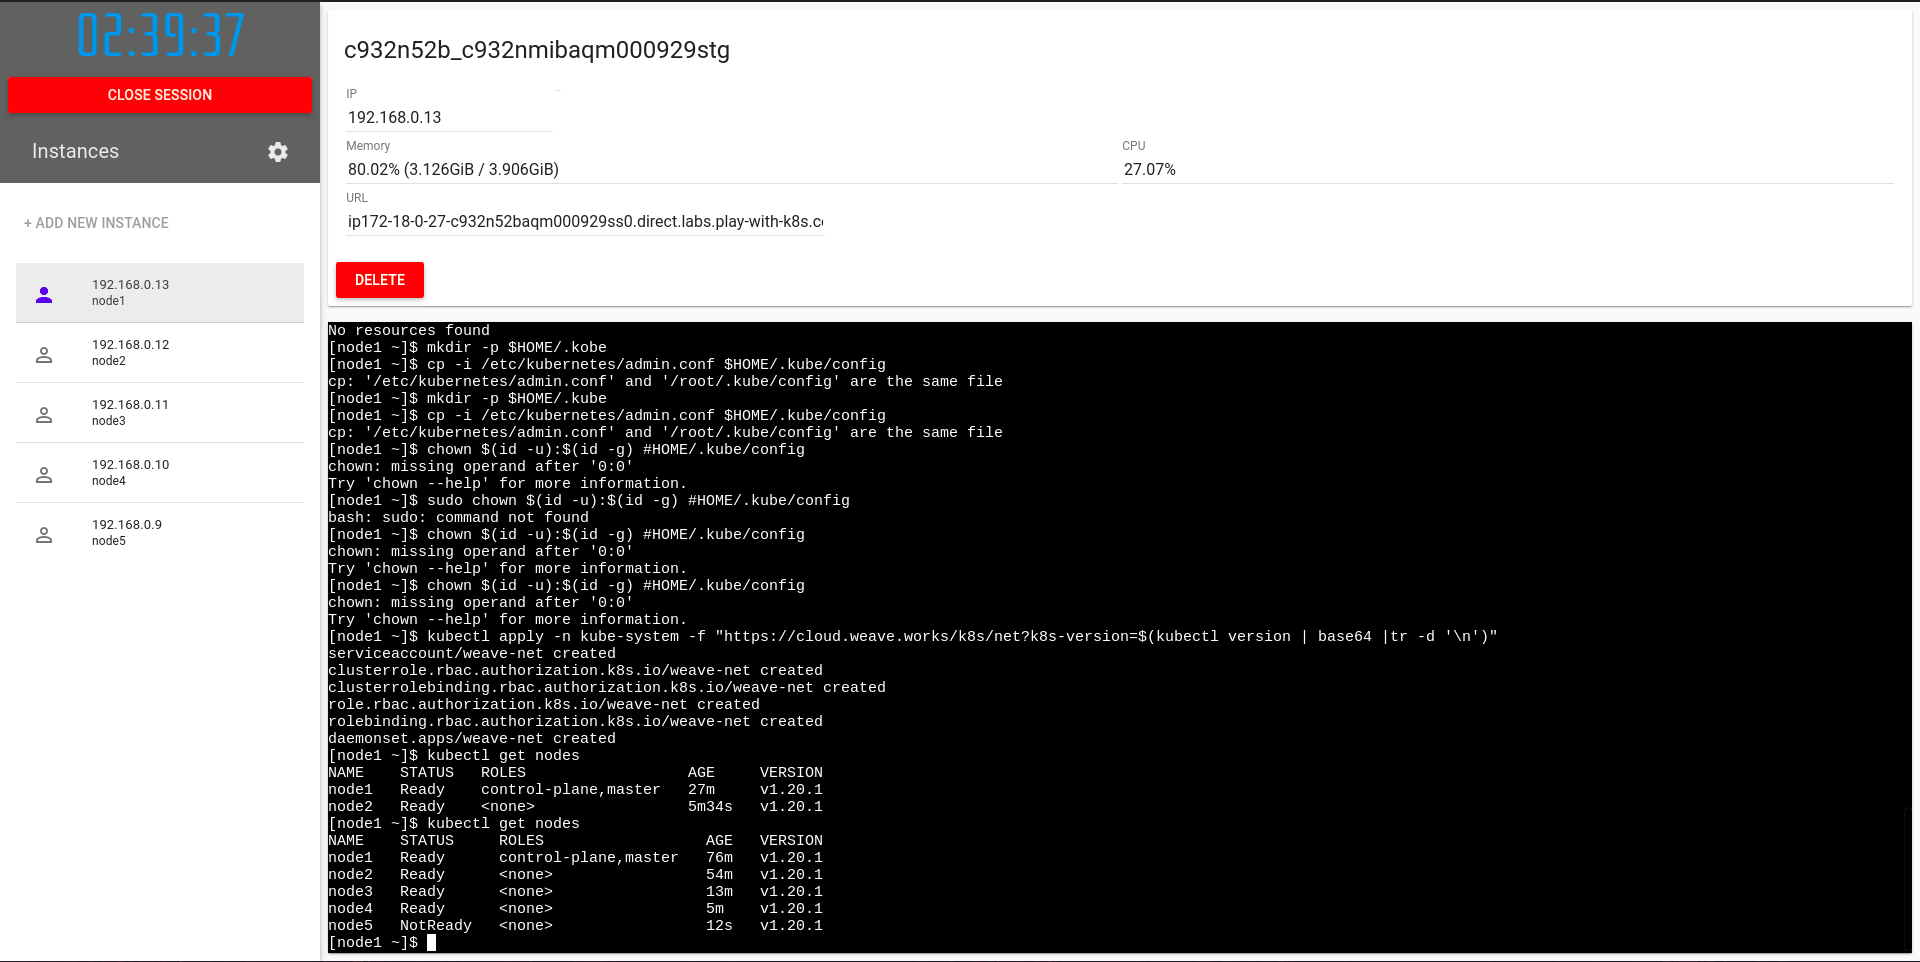 02:39:37
CLOSE SESSION
Instances
+ ADD NEW INSTANCE
192.168.0.13
node1
192.168.0.12
node2
192.168.0.11
node3
192.168.0.10
node4
192.168.0.9
node5
c932n52b_c932nmibaqm000929stg
IP
192.168.0.13
Memory
80.02% (3.126GiB / 3.906GiB)
CPU
27.07%
URL
ip172-18-0-27-c932n52baqm000929ss0.direct.labs.play-with-k8s.c
DELETE
No resources found
[node1 ~]$ mkdir -p $HOME/.kobe
[node1 ~]$ cp -i /etc/kubernetes/admin.conf $HOME/.kube/config
cp: '/etc/kubernetes/admin.conf' and '/root/.kube/config' are the same file
[node1 ~]$ mkdir -p $HOME/.kube
[node1 ~]$ cp -i /etc/kubernetes/admin.conf $HOME/.kube/config
cp: '/etc/kubernetes/admin.conf' and '/root/.kube/config' are the same file
[node1 ~]$ chown $(id -u):$(id -g) #HOME/.kube/config
chown: missing operand after '0:0'
Try 'chown --help' for more information.
[node1 ~]$ sudo chown $(id -u):$(id -g) #HOME/.kube/config
bash: sudo: command not found
[node1 ~]$ chown $(id -u):$(id -g) #HOME/.kube/config
chown: missing operand after '0:0'
Try 'chown --help' for more information.
[node1 ~]$ chown $(id -u):$(id -g) #HOME/.kube/config
chown: missing operand after '0:0'
Try 'chown --help' for more information.
[node1 ~]$ kubectl apply -n kube-system -f "https://cloud.weave.works/k8s/net?k8s-version=$(kubectl version | base64 |tr -d '\n')"
serviceaccount/weave-net created
clusterrole.rbac.authorization.k8s.io/weave-net created
clusterrolebinding.rbac.authorization.k8s.io/weave-net created
role.rbac.authorization.k8s.io/weave-net created
rolebinding.rbac.authorization.k8s.io/weave-net created
daemonset.apps/weave-net created
[node1 ~]$ kubectl get nodes
NAME    STATUS   ROLES                  AGE     VERSION
node1   Ready    control-plane,master   27m     v1.20.1
node2   Ready    <none>                 5m34s   v1.20.1
[node1 ~]$ kubectl get nodes
NAME    STATUS     ROLES                  AGE   VERSION
node1   Ready      control-plane,master   76m   v1.20.1
node2   Ready      <none>                 54m   v1.20.1
node3   Ready      <none>                 13m   v1.20.1
node4   Ready      <none>                 5m    v1.20.1
node5   NotReady   <none>                 12s   v1.20.1
[node1 ~]$